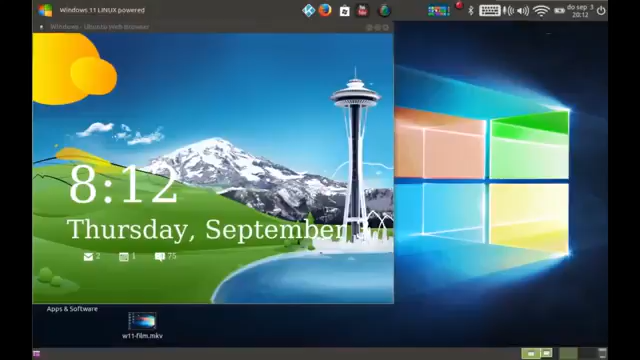 Windows 11 LINUX powered
do sep 3
20:12
Windows - Ubuntu Web Browser
8:12
Thursday, September
2
1
75
Apps & Software
w11-film.mkv